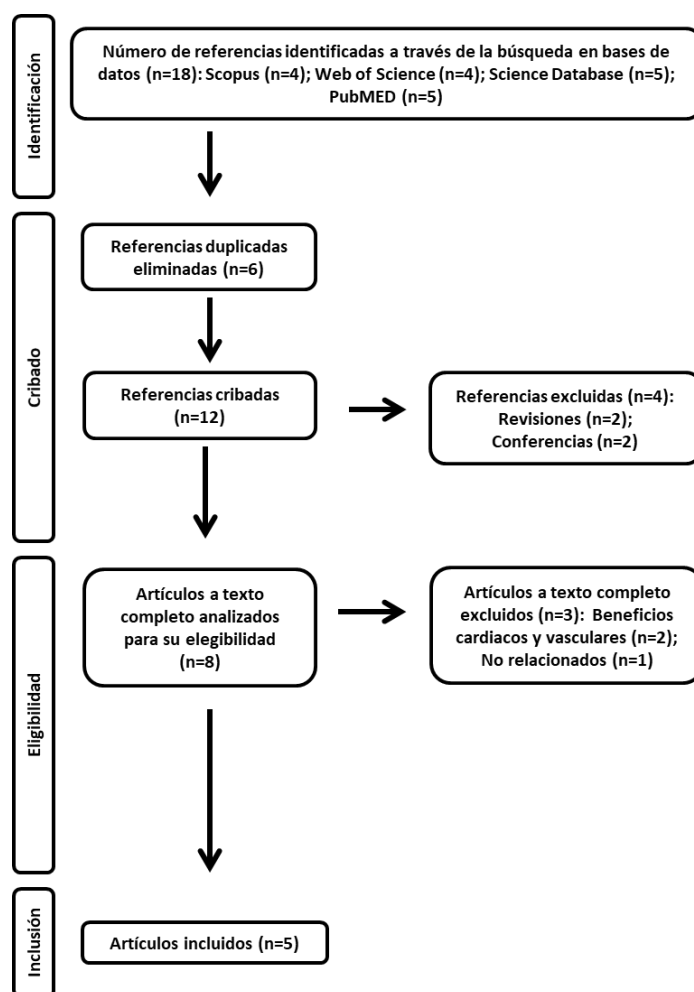 Identificación
Número de referencias identificadas a través de la búsqueda en bases de
datos (n=18): Scopus (n=4); Web of Science (n=4); Science Database (n=5);
PubMED (n=5)
Cribado
Referencias duplicadas
eliminadas (n=6)
Referencias cribadas
(n=12)
Referencias excluidas (n=4):
Revisiones (n=2);
Conferencias (n=2)
Eligibilidad
Artículos a texto
completo analizados
para su elegibilidad
(n=8)
Artículos a texto completo
excluidos (n=3): Beneficios
cardiacos y vasculares (n=2);
No relacionados (n=1)
Inclusión
Artículos incluidos (n=5)